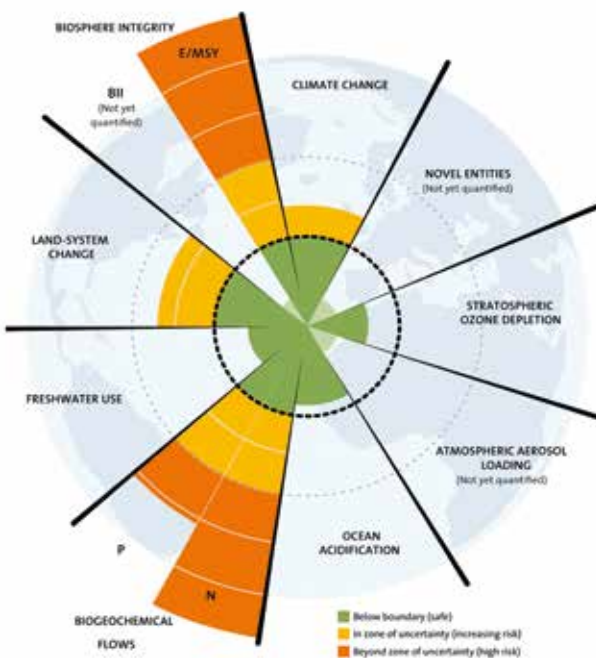 BIOSPHERE INTEGRITY
E/MSY
BII
(Not yet
quantified)
CLIMATE CHANGE
NOVEL ENTITIES
(Not yet quantified)
LAND-SYSTEM
CHANGE
STRATOSPHERIC
OZONE DEPLETION
FRESHWATER USE
ATMOSPHERIC AEROSOL
LOADING
(Not yet quantified)
OCEAN
ACIDIFICATION
P
N
BIOGEOCHEMICAL
FLOWS
Below boundary (safe)
In zone of uncertainty (increasing risk)
Beyond zone of uncertainty (high risk)